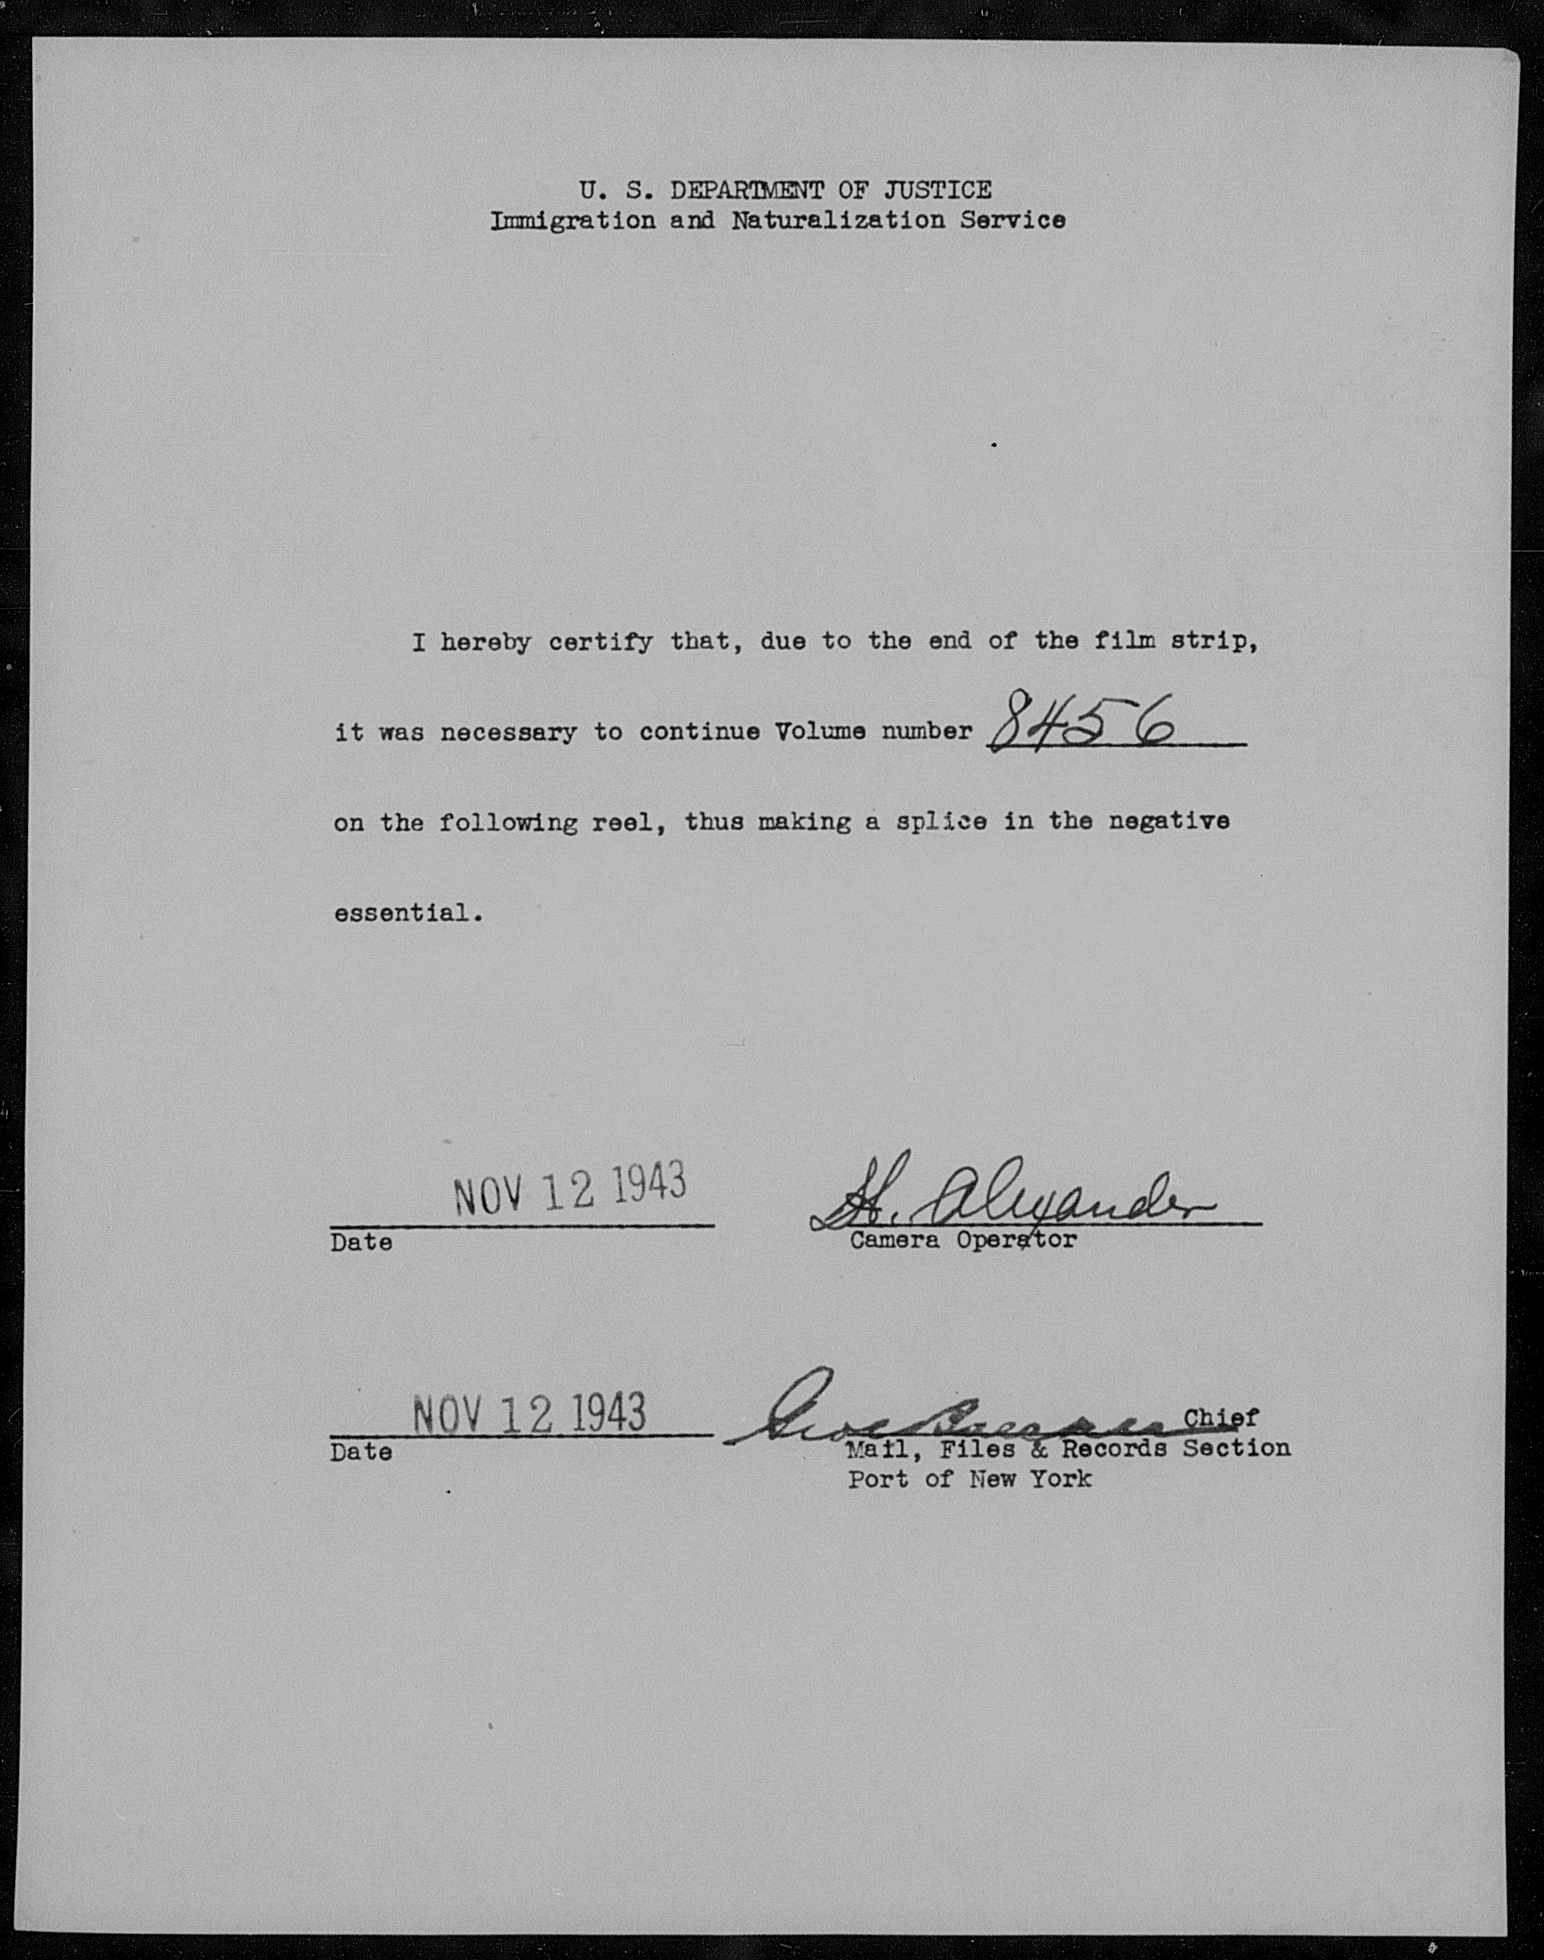 U. S. DEPARTMENT OF JUSTICE
Immigration and Naturalization Service
I hereby certify that, due to the end of the film strip,
it was necessary to continue Volume number 8456
on the following reel, thus making a splice in the negative
essential.
NOV 12 1943 H. Alexander
Date Camera Operator
NOV 12 1943 Chief
Date Mail, Files & Records Section
Port of New York